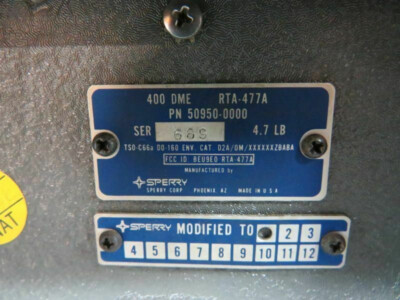 400 DME RTA-477A
PN 50950-0000
SER 4.7 LB
TSO-C66a DO-160 ENV. CAT. D2A/OM/XXXXXXZBABA
FCC ID. BEU9E0 RTA-477A
MANUFACTURED by
SPERRY
SPERRY CORP PHOENIX, AZ MADE IN U S A
SPERRY MODIFIED TO 2 3
4 5 6 7 8 9 10 11 12